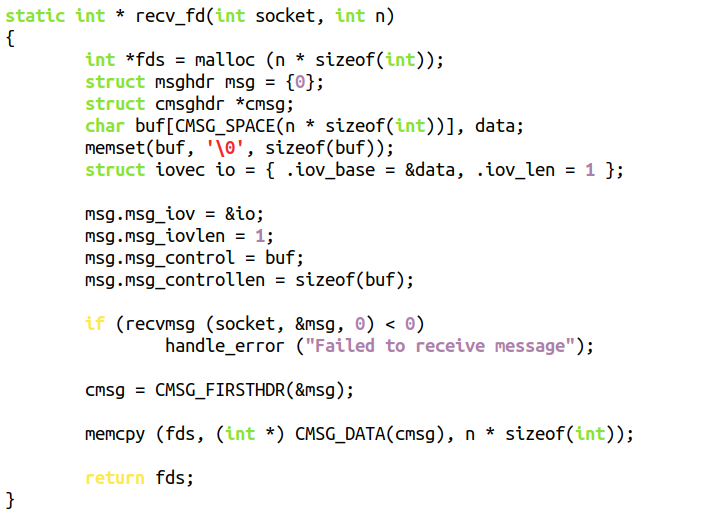 static int * recv_fd(int socket, int n)
{
        int *fds = malloc (n * sizeof(int));
        struct msghdr msg = {0};
        struct cmsghdr *cmsg;
        char buf[CMSG_SPACE(n * sizeof(int))], data;
        memset(buf, '\0', sizeof(buf));
        struct iovec io = { .iov_base = &data, .iov_len = 1 };

        msg.msg_iov = &io;
        msg.msg_iovlen = 1;
        msg.msg_control = buf;
        msg.msg_controllen = sizeof(buf);

        if (recvmsg (socket, &msg, 0) < 0)
                handle_error ("Failed to receive message");

        cmsg = CMSG_FIRSTHDR(&msg);

        memcpy (fds, (int *) CMSG_DATA(cmsg), n * sizeof(int));

        return fds;
}